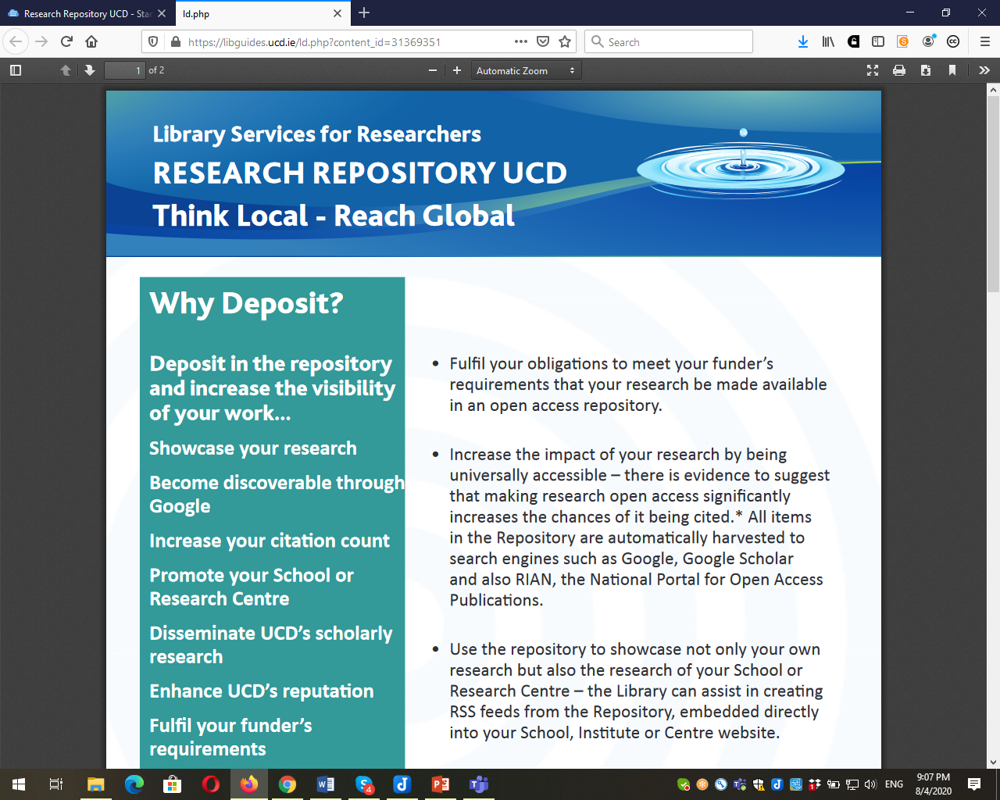 Research Repository UCD - Star
ld.php
https://libguides.ucd.ie/ld.php?content_id=31369351
Search
1 of 2
Automatic Zoom
Library Services for Researchers
RESEARCH REPOSITORY UCD
Think Local - Reach Global
Why Deposit?
Deposit in the repository
and increase the visibility
of your work...
Showcase your research
Become discoverable through
Google
Increase your citation count
Promote your School or
Research Centre
Disseminate UCD's scholarly
research
Enhance UCD's reputation
Fulfil your funder's
requirements
• Fulfil your obligations to meet your funder's
requirements that your research be made available
in an open access repository.
• Increase the impact of your research by being
universally accessible – there is evidence to suggest
that making research open access significantly
increases the chances of it being cited.* All items
in the Repository are automatically harvested to
search engines such as Google, Google Scholar
and also RIAN, the National Portal for Open Access
Publications.
• Use the repository to showcase not only your own
research but also the research of your School or
Research Centre – the Library can assist in creating
RSS feeds from the Repository, embedded directly
into your School, Institute or Centre website.
4
ENG
9:07 PM
8/4/2020